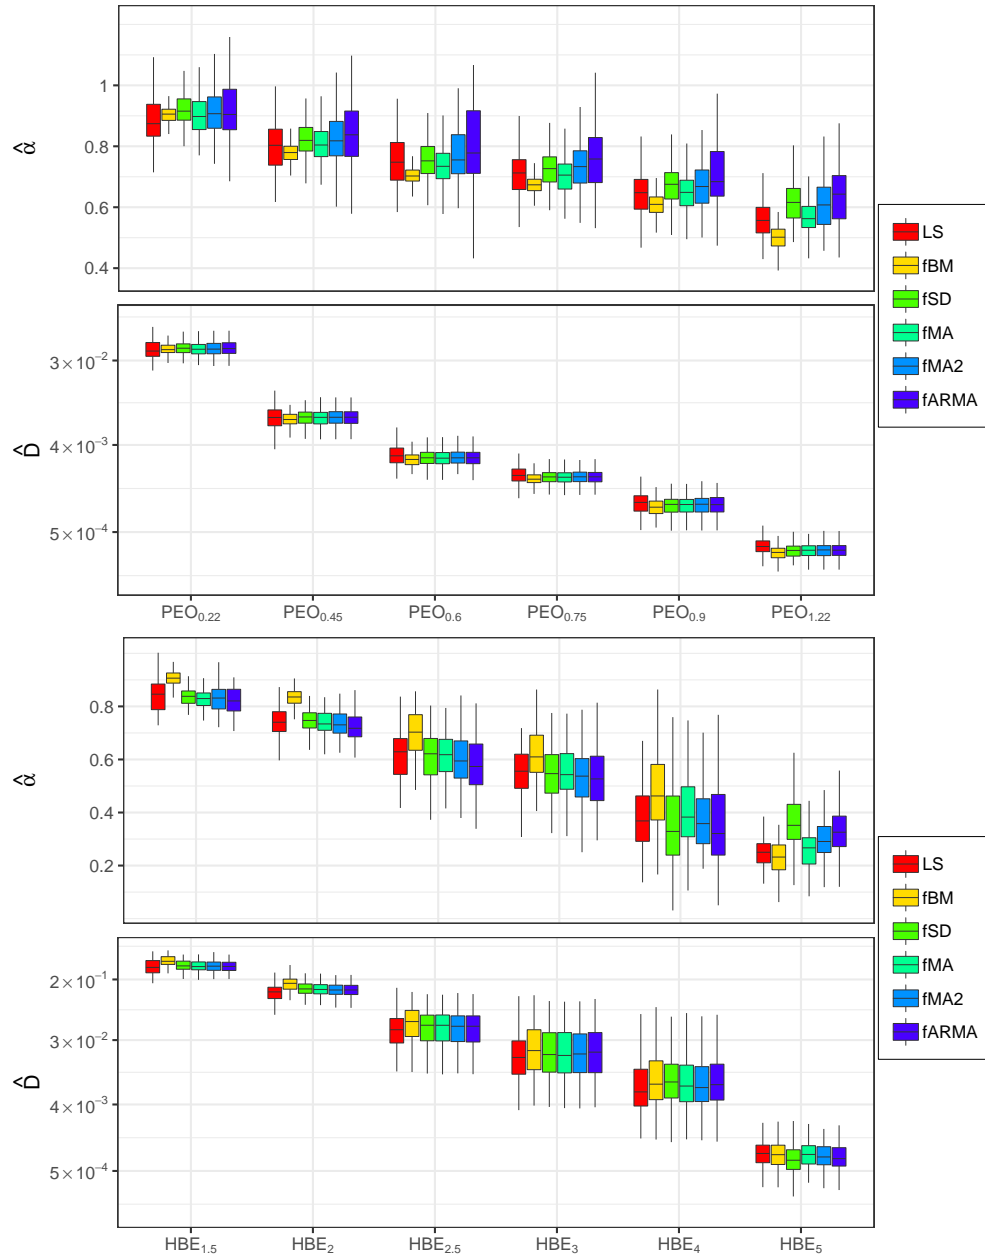 α̂
1
0.8
0.6
0.4
D̂
3 × 10⁻²
4 × 10⁻³
5 × 10⁻⁴
PEO₀.₂₂ PEO₀.₄₅ PEO₀.₆ PEO₀.₇₅ PEO₀.₉ PEO₁.₂₂
LS
fBM
fSD
fMA
fMA2
fARMA
α̂
0.8
0.6
0.4
0.2
D̂
2 × 10⁻¹
3 × 10⁻²
4 × 10⁻³
5 × 10⁻⁴
HBE₁.₅ HBE₂ HBE₂.₅ HBE₃ HBE₄ HBE₅
LS
fBM
fSD
fMA
fMA2
fARMA